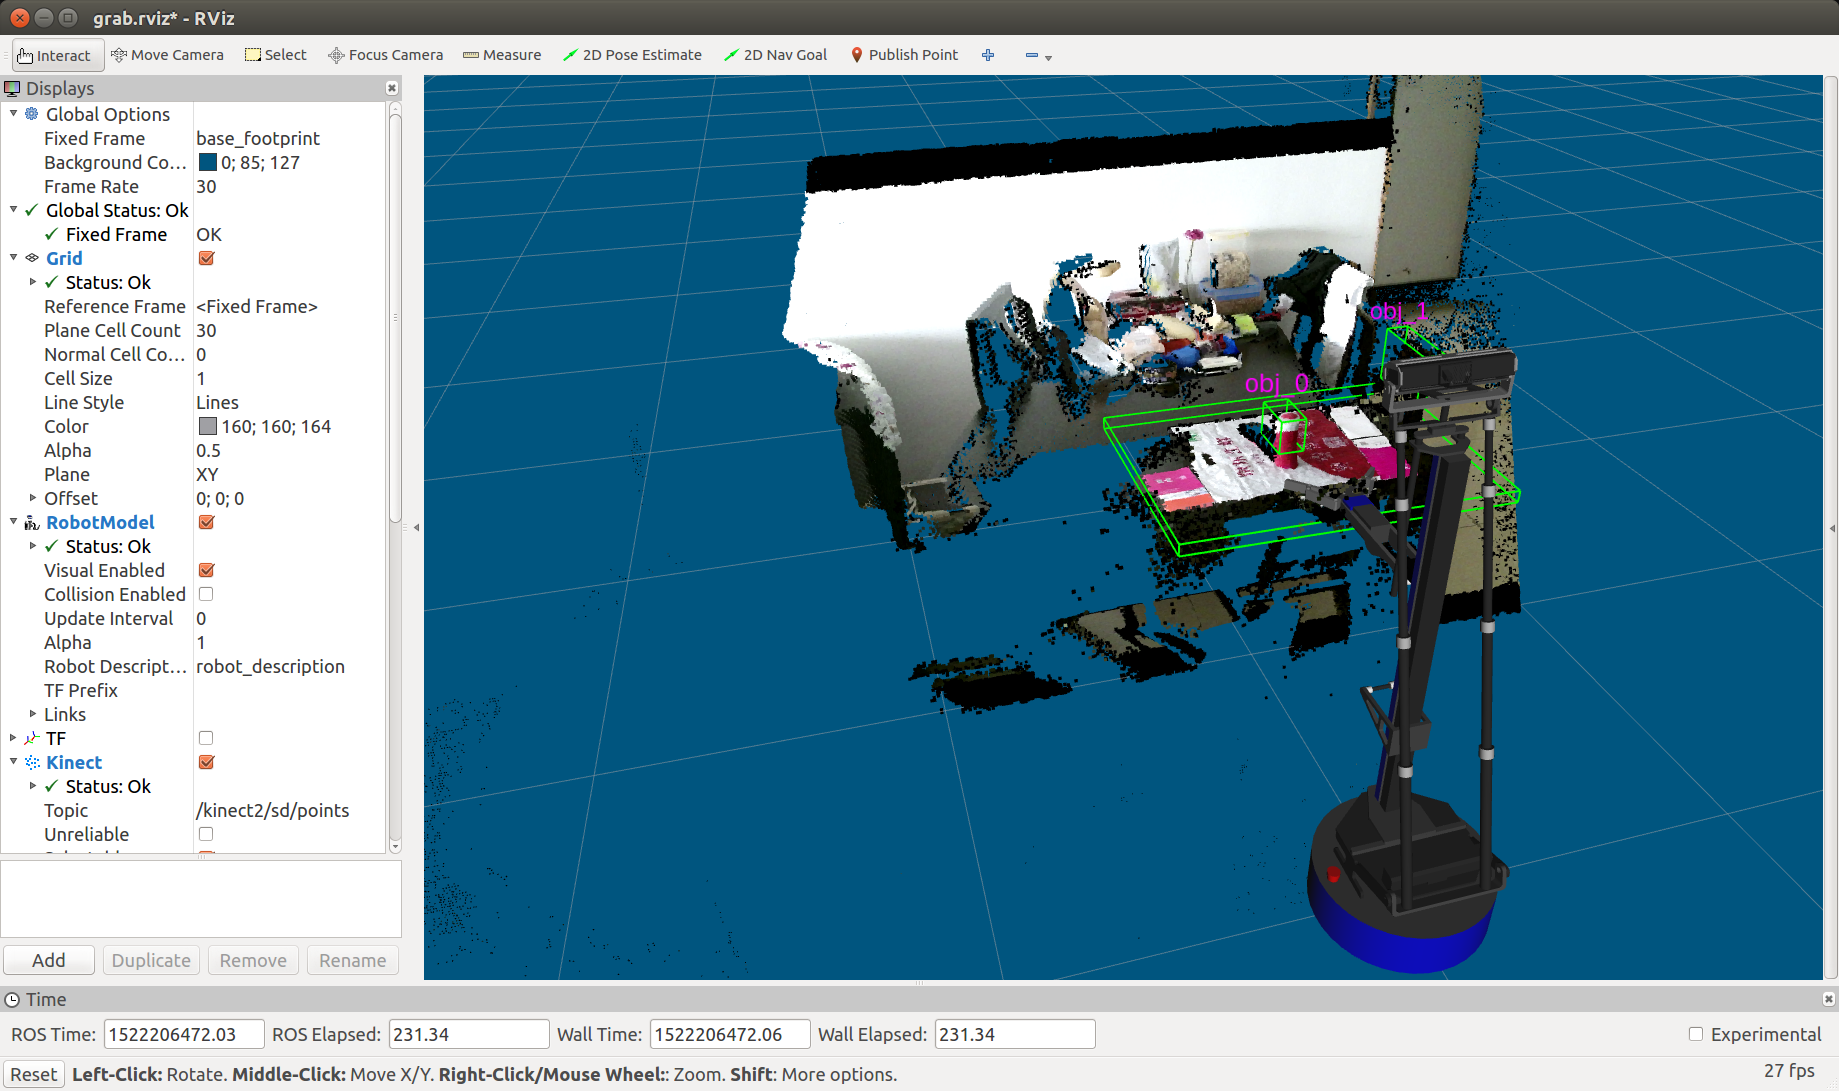 grab.rviz* - RViz
Interact Move Camera Select Focus Camera Measure 2D Pose Estimate 2D Nav Goal Publish Point
Displays
Global Options
Fixed Frame base_footprint
Background Co... 0; 85; 127
Frame Rate 30
Global Status: Ok
Fixed Frame OK
Grid
Status: Ok
Reference Frame <Fixed Frame>
Plane Cell Count 30
Normal Cell Co... 0
Cell Size 1
Line Style Lines
Color 160; 160; 164
Alpha 0.5
Plane XY
Offset 0; 0; 0
RobotModel
Status: Ok
Visual Enabled
Collision Enabled
Update Interval 0
Alpha 1
Robot Descript... robot_description
TF Prefix
Links
TF
Kinect
Status: Ok
Topic /kinect2/sd/points
Unreliable
obj_1
obj_0
Add Duplicate Remove Rename
Time
ROS Time: 1522206472.03 ROS Elapsed: 231.34 Wall Time: 1522206472.06 Wall Elapsed: 231.34 Experimental
Reset Left-Click: Rotate. Middle-Click: Move X/Y. Right-Click/Mouse Wheel:: Zoom. Shift: More options. 27 fps